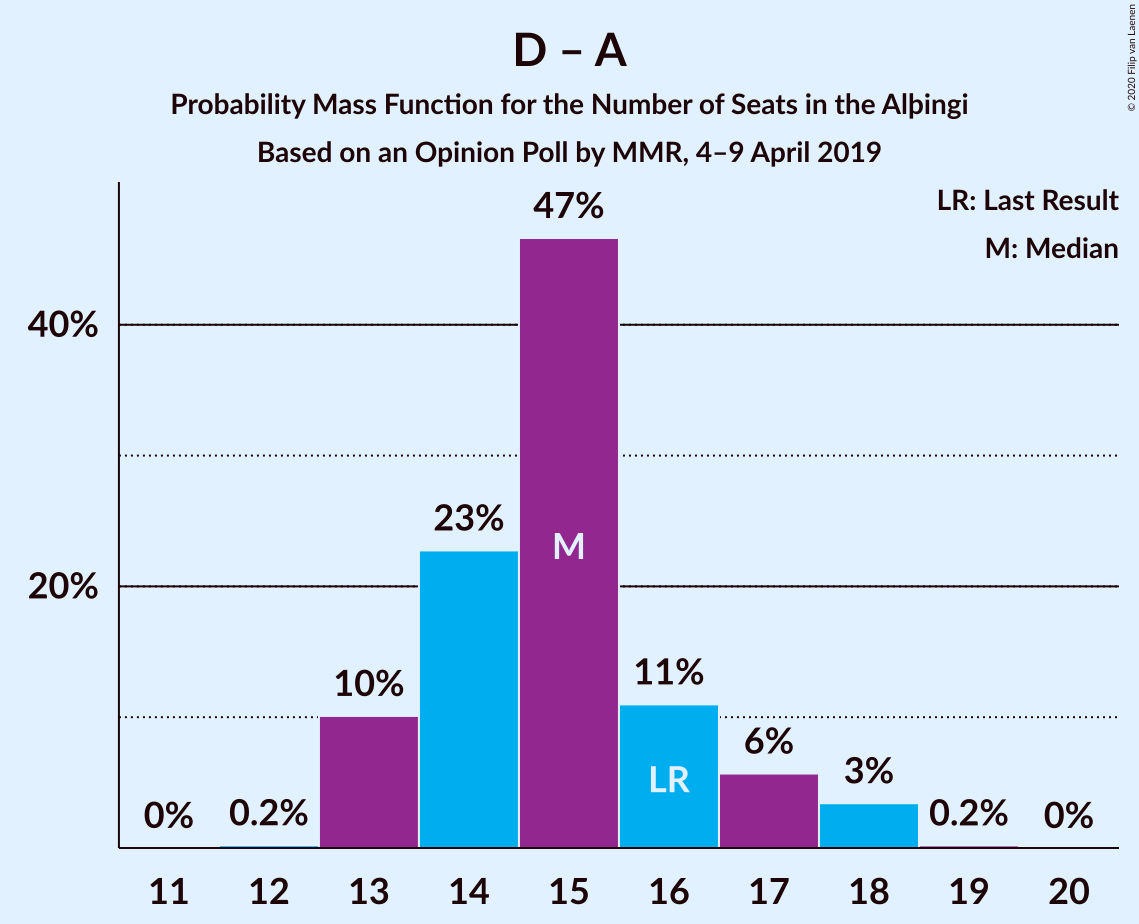 D – A
Probability Mass Function for the Number of Seats in the Alþingi
Based on an Opinion Poll by MMR, 4–9 April 2019
© 2020 Filip van Laenen
LR: Last Result
M: Median
47%
40%
23%
M
20%
10%
11%
6%
3%
LR
0%
0.2%
0.2%
0%
11 12 13 14 15 16 17 18 19 20